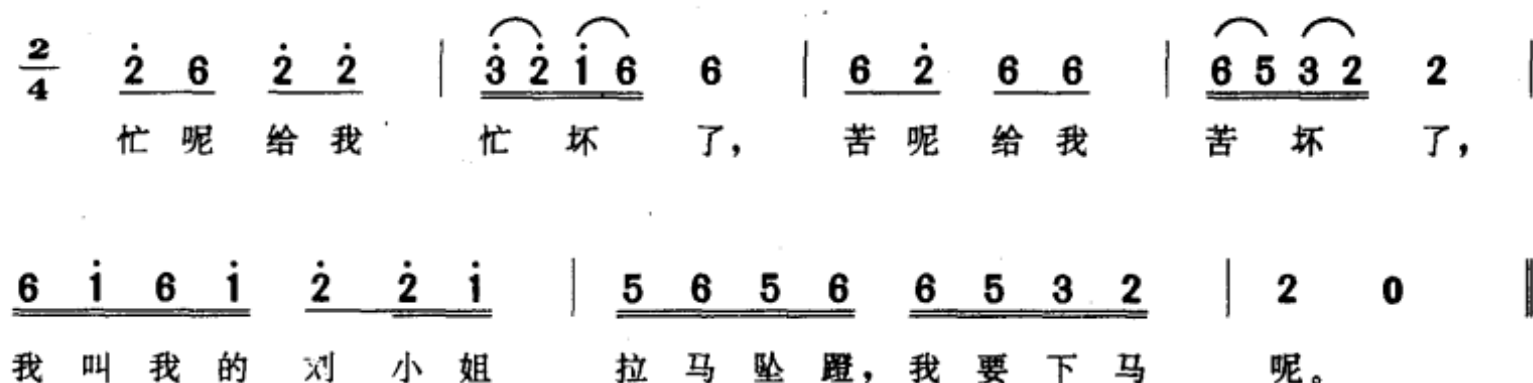 2/4 2̇ 6 2̇ 2̇ | 3̇ 2̇ 1̇ 6 6 | 6 2̇ 6 6 | 6 5 3 2 2 |
忙呢给我 忙坏了，苦呢给我 苦坏了，
6 1̇ 6 1̇ 2̇ 2̇ 1̇ | 5 6 5 6 6 5 3 2 | 2 0 ‖
我叫我的刘小姐 拉马坠蹬，我要下马 呢。